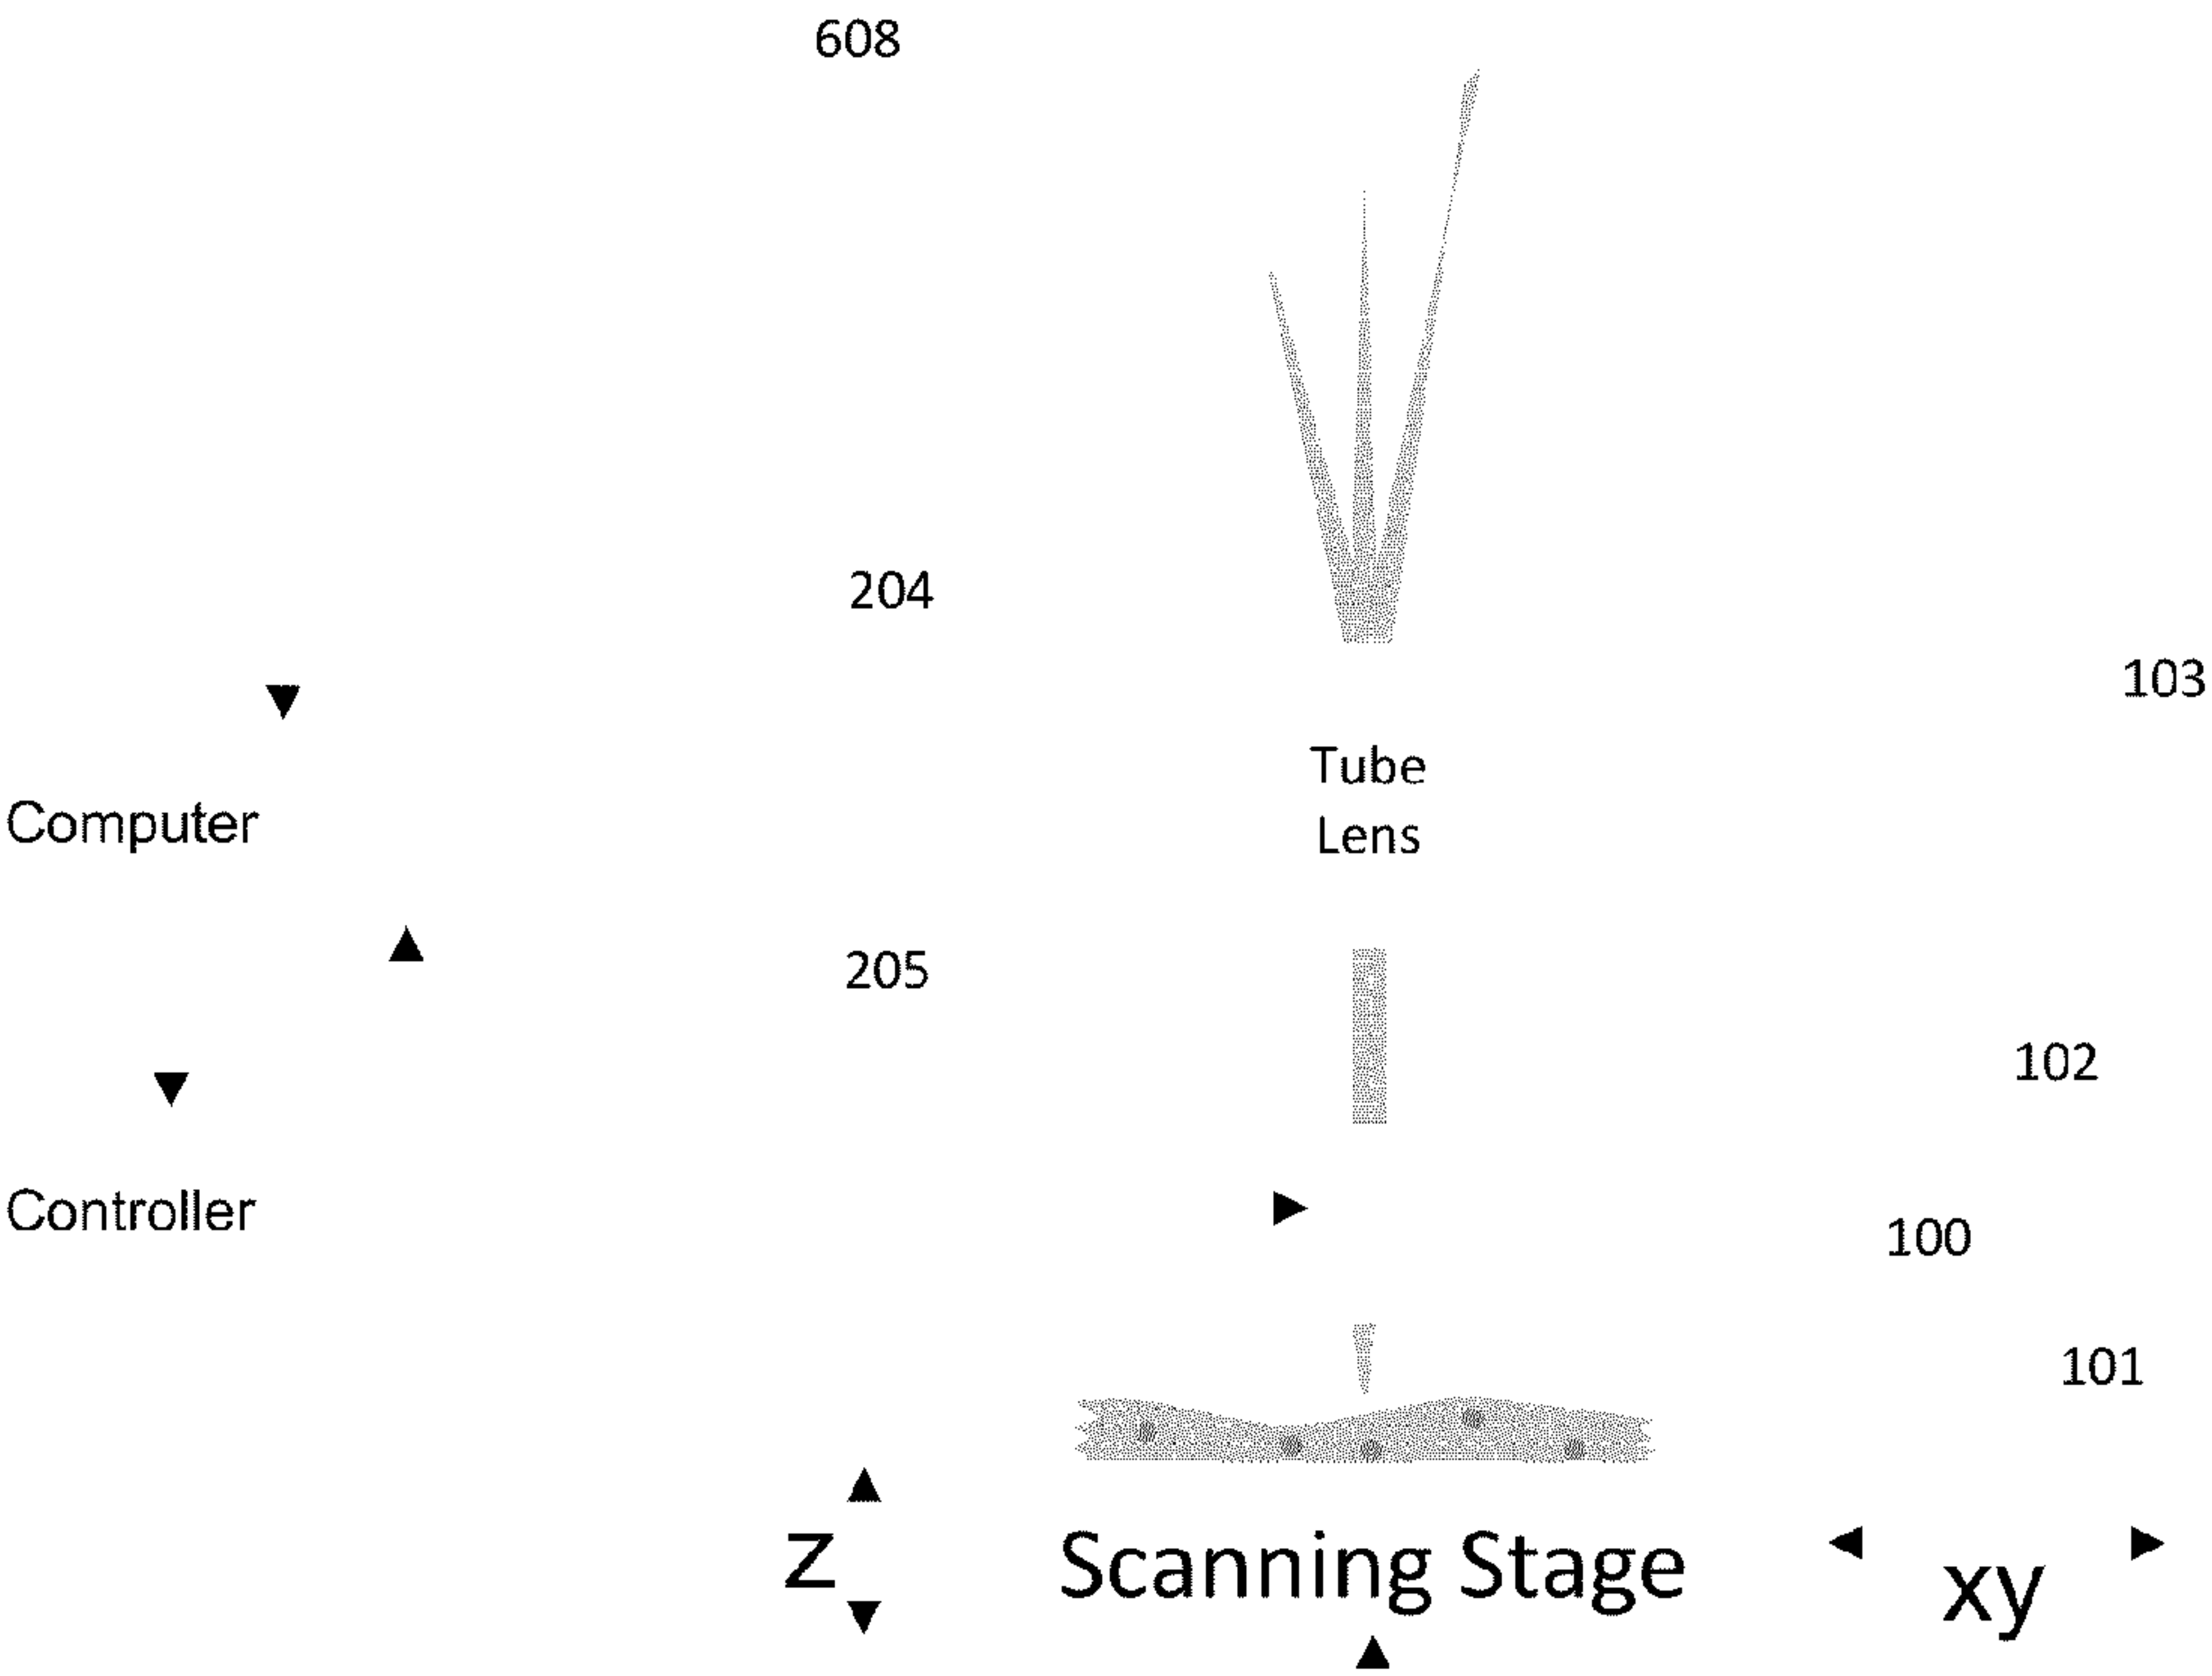 608
204
103
Tube
Lens
Computer
205
102
Controller
100
101
z
Scanning Stage
xy